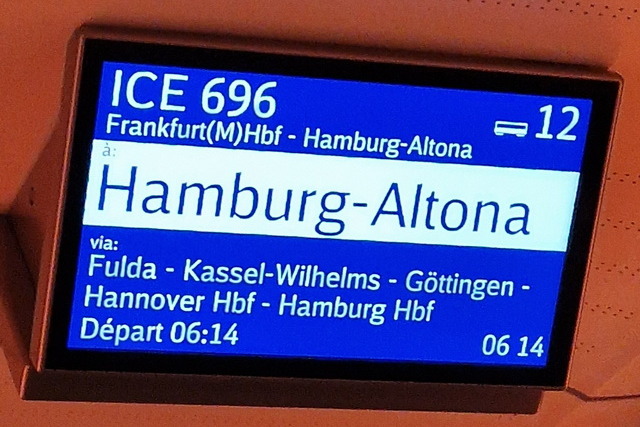 ICE 696
12
Frankfurt(M)Hbf - Hamburg-Altona
à:
Hamburg-Altona
via:
Fulda - Kassel-Wilhelms - Göttingen -
Hannover Hbf - Hamburg Hbf
Départ 06:14
06 14